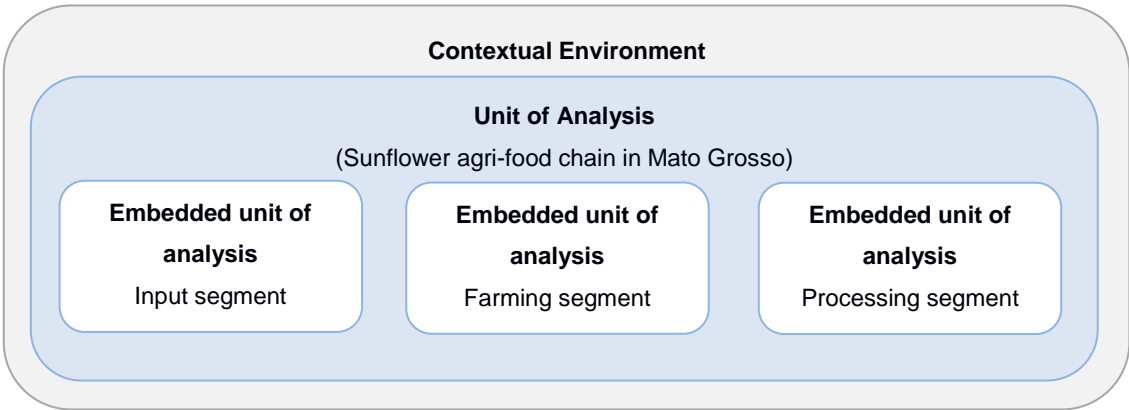 Contextual Environment
Unit of Analysis
(Sunflower agri-food chain in Mato Grosso)
Embedded unit of
analysis
Input segment
Embedded unit of
analysis
Farming segment
Embedded unit of
analysis
Processing segment